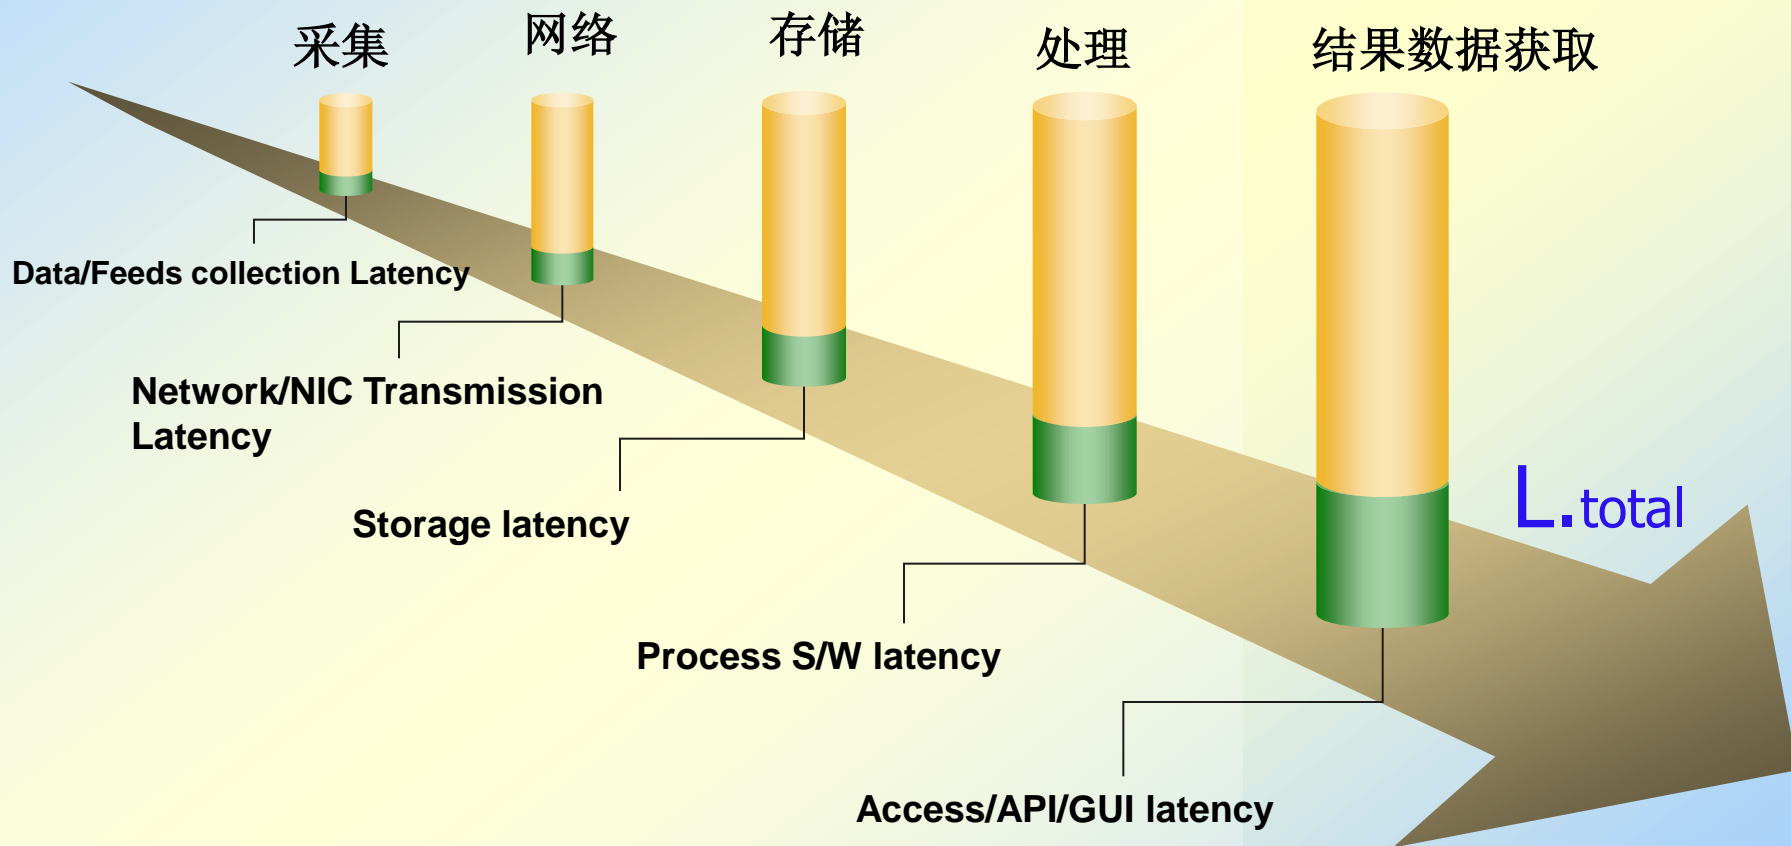 采集
网络
存储
处理
结果数据获取
Data/Feeds collection Latency
Network/NIC Transmission
Latency
Storage latency
L.total
Process S/W latency
Access/API/GUI latency